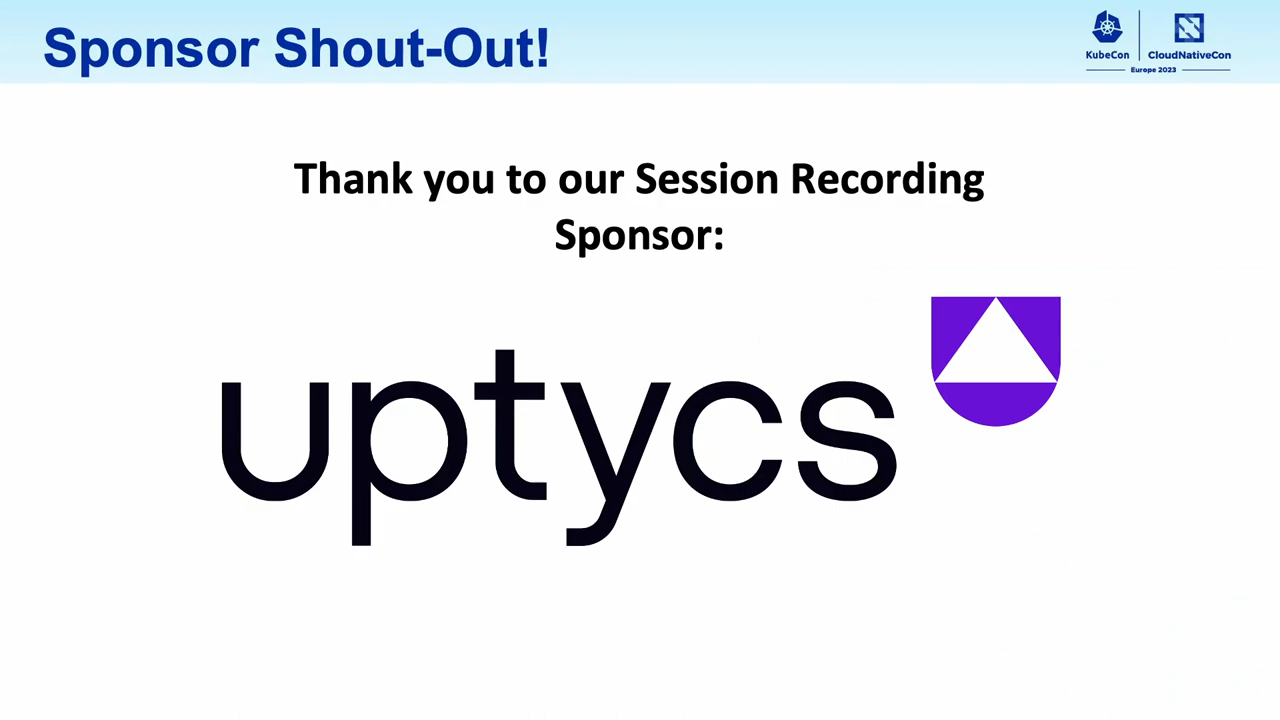 Sponsor Shout-Out!
KubeCon
CloudNativeCon
Europe 2023
Thank you to our Session Recording
Sponsor:
uptycs